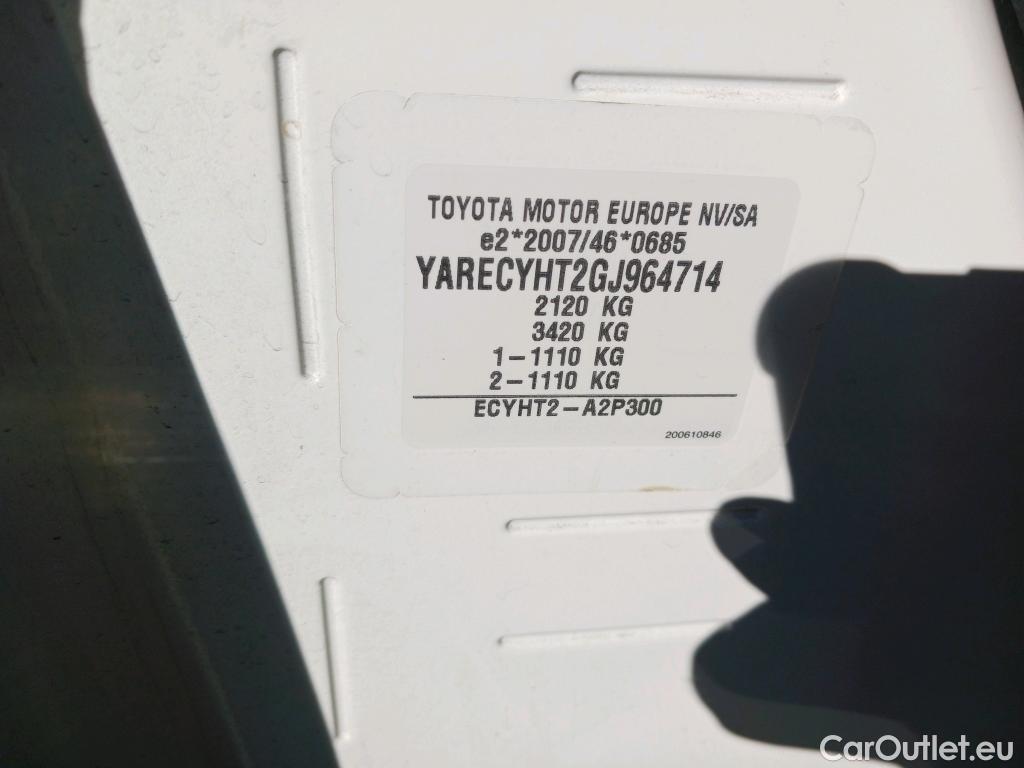 TOYOTA MOTOR EUROPE NV/SA
e2*2007/46*0685
YARECYHT2GJ964714
2120 KG
3420 KG
1-1110 KG
2-1110 KG
ECYHT2-A2P300
200610846
CarOutlet.eu